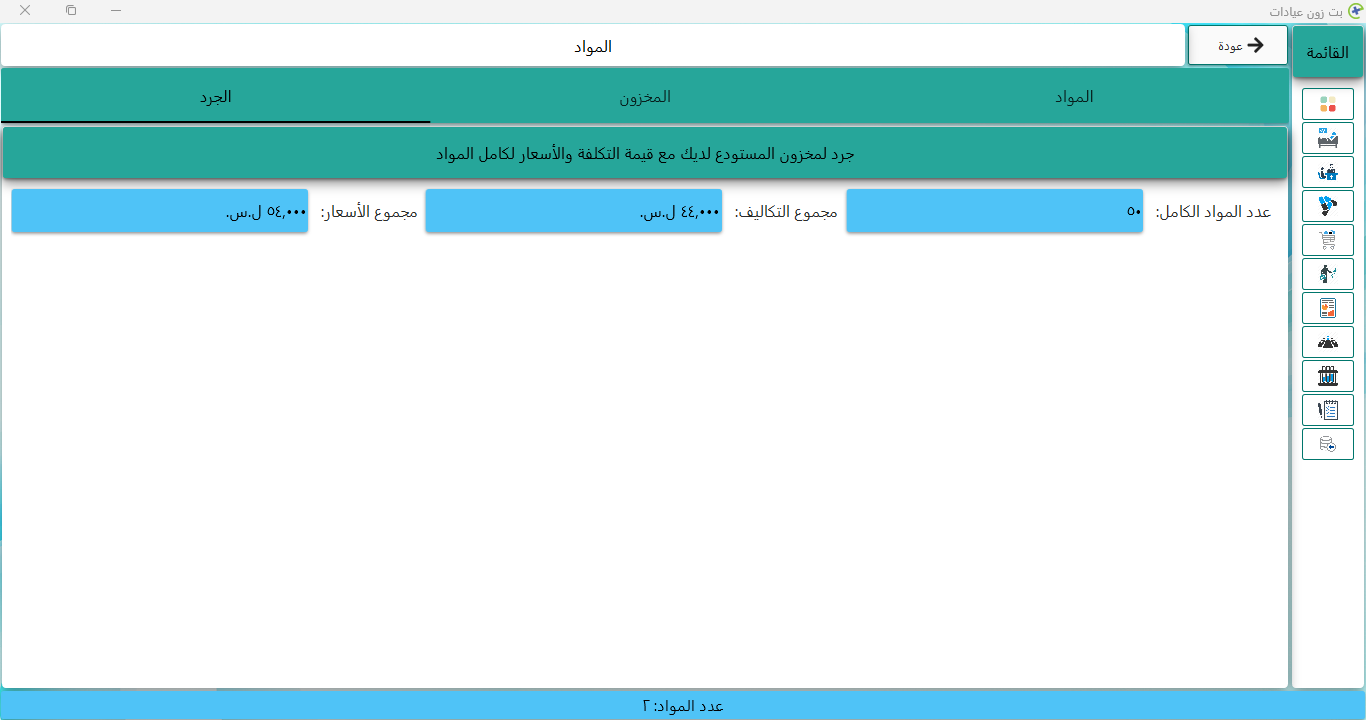 بت زون عيادات
القائمة
عودة
المواد
المواد
المخزون
الجرد
جرد لمخزون المستودع لديك مع قيمة التكلفة والأسعار لكامل المواد
عدد المواد الكامل: ٥٠
مجموع التكاليف: ٤٤,٠٠٠ ل.س.
مجموع الأسعار: ٥٤,٠٠٠ ل.س.
عدد المواد: ٢